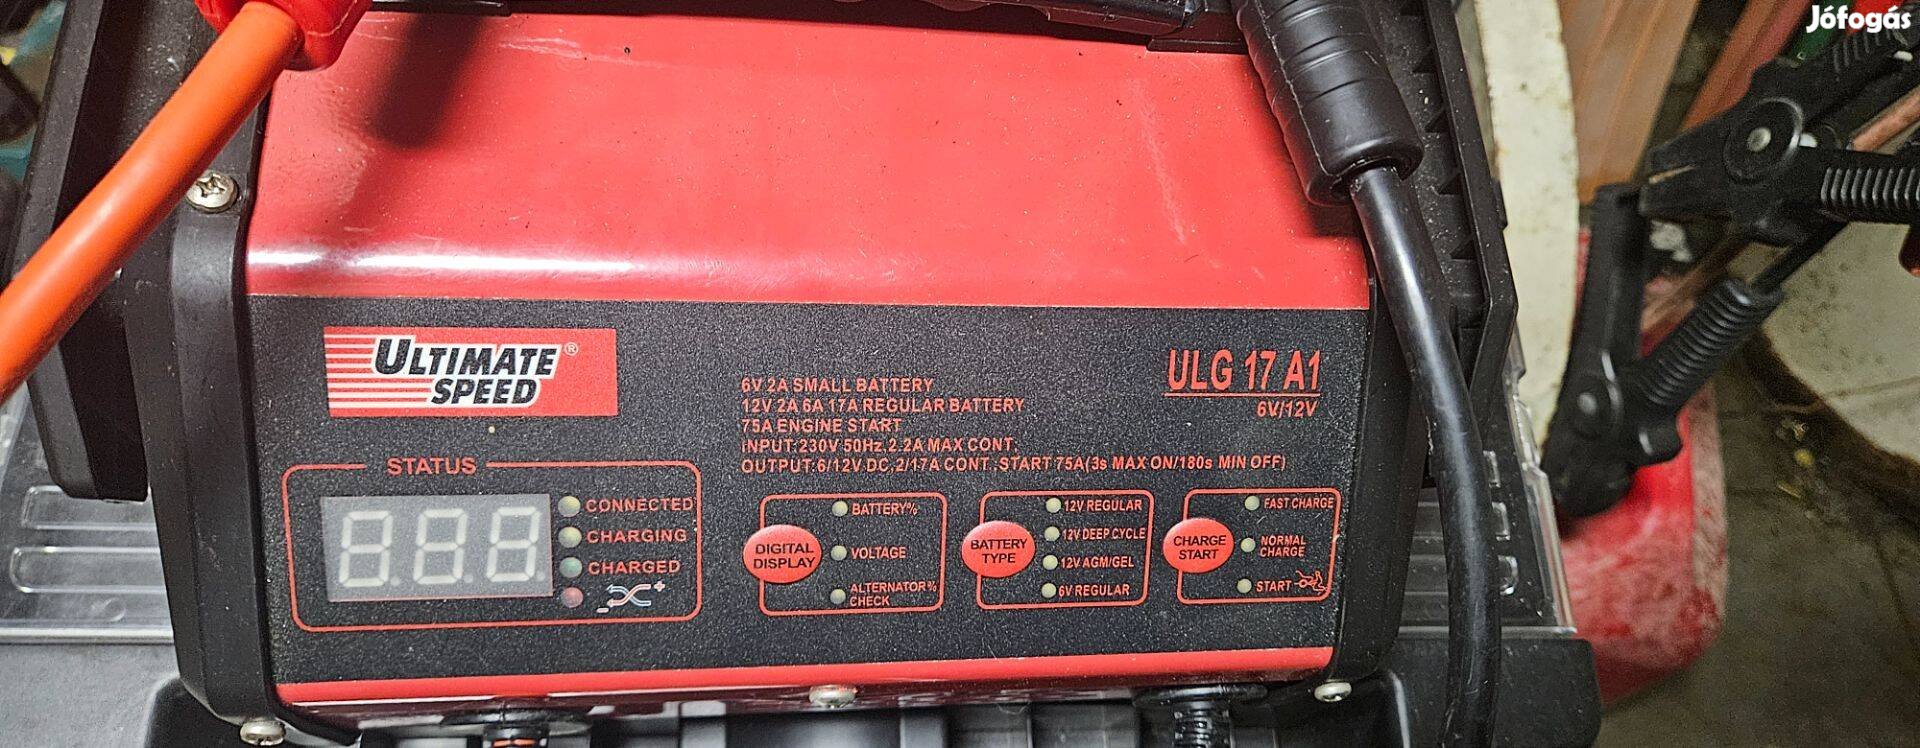 Jófogás
ULTIMATE®
SPEED
ULG 17 A1
6V/12V
6V 2A SMALL BATTERY
12V 2A 6A 17A REGULAR BATTERY
75A ENGINE START
INPUT:230V 50Hz,2.2A MAX CONT.
OUTPUT:6/12V DC,2/17A CONT.,START 75A(3s MAX ON/180s MIN OFF)
STATUS
CONNECTED
CHARGING
CHARGED
DIGITAL
DISPLAY
BATTERY%
VOLTAGE
ALTERNATOR%
CHECK
BATTERY
TYPE
12V REGULAR
12V DEEP CYCLE
12V AGM/GEL
6V REGULAR
CHARGE
START
FAST CHARGE
NORMAL
CHARGE
START